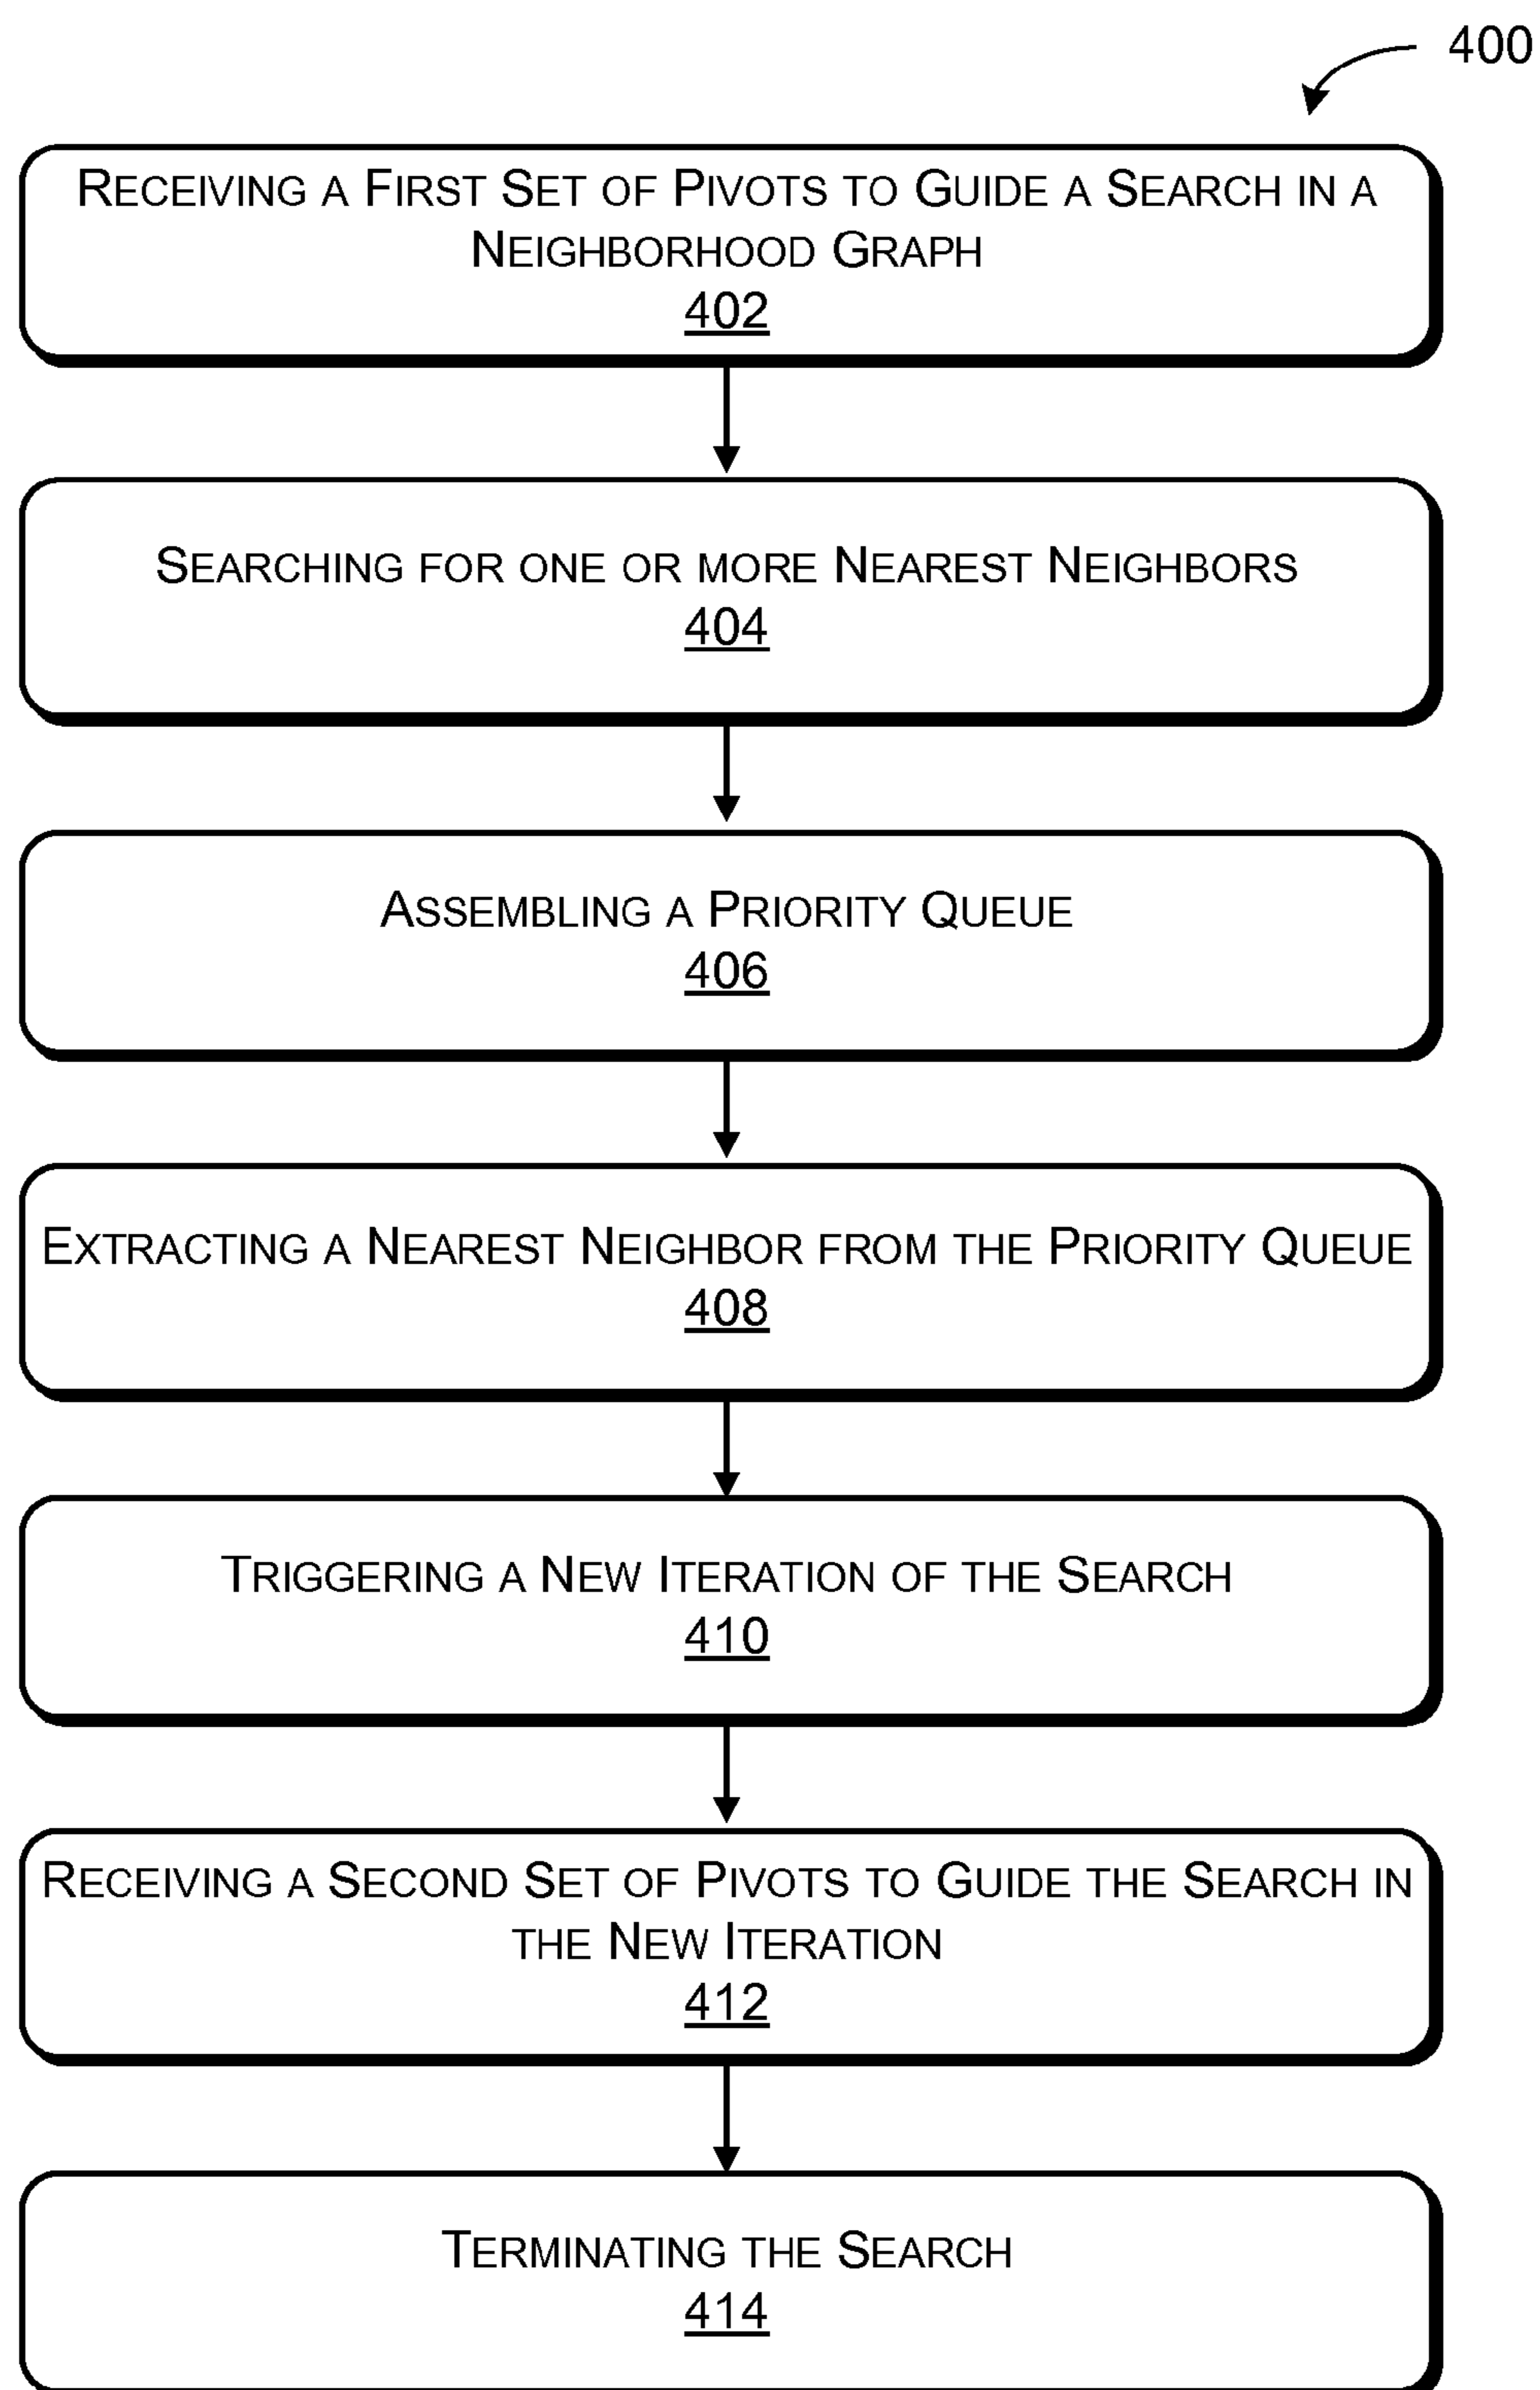 400
RECEIVING A FIRST SET OF PIVOTS TO GUIDE A SEARCH IN A
NEIGHBORHOOD GRAPH
402
SEARCHING FOR ONE OR MORE NEAREST NEIGHBORS
404
ASSEMBLING A PRIORITY QUEUE
406
EXTRACTING A NEAREST NEIGHBOR FROM THE PRIORITY QUEUE
408
TRIGGERING A NEW ITERATION OF THE SEARCH
410
RECEIVING A SECOND SET OF PIVOTS TO GUIDE THE SEARCH IN
THE NEW ITERATION
412
TERMINATING THE SEARCH
414